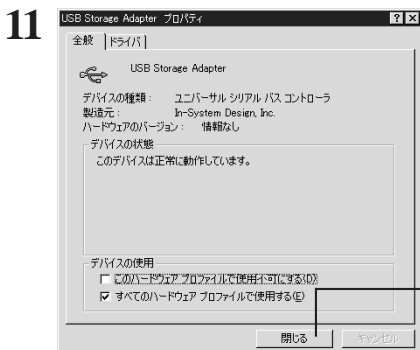 11
USB Storage Adapter プロパティ
全般 ドライバ
USB Storage Adapter
デバイスの種類： ユニバーサル シリアル バス コントローラ
製造元： In-System Design, Inc.
ハードウェアのバージョン： 情報なし
デバイスの状態
このデバイスは正常に動作しています。
デバイスの使用
このハードウェア プロファイルで使用不可にする(D)
すべてのハードウェア プロファイルで使用する(E)
閉じる キャンセル